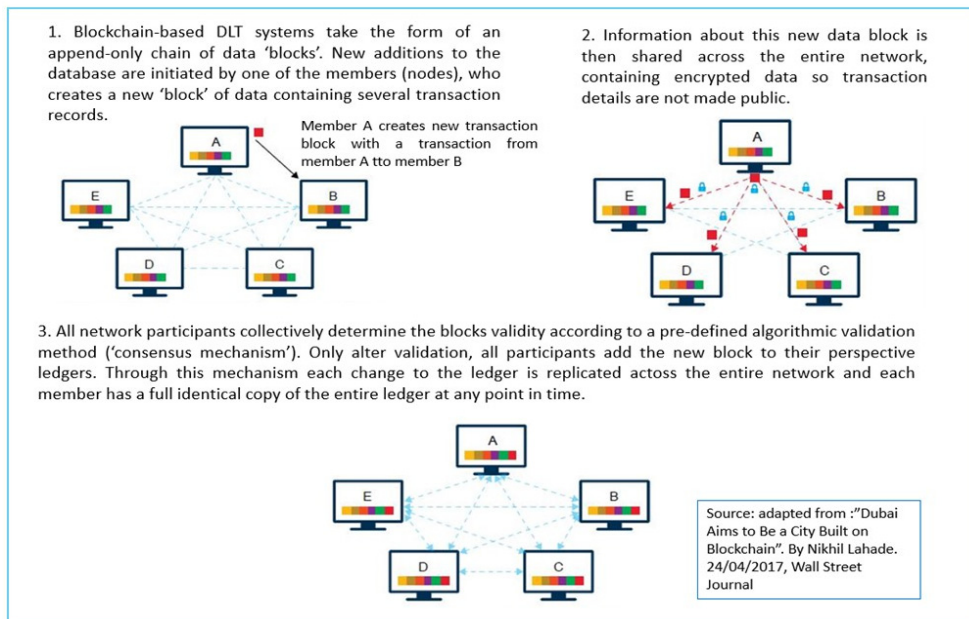 1. Blockchain-based DLT systems take the form of an
append-only chain of data ‘blocks’. New additions to the
database are initiated by one of the members (nodes), who
creates a new ‘block’ of data containing several transaction
records.
Member A creates new transaction
block with a transaction from
member A tto member B
A
E
B
D
C
2. Information about this new data block is
then shared across the entire network,
containing encrypted data so transaction
details are not made public.
A
E
B
D
C
3. All network participants collectively determine the blocks validity according to a pre-defined algorithmic validation
method (‘consensus mechanism’). Only alter validation, all participants add the new block to their perspective
ledgers. Through this mechanism each change to the ledger is replicated actoss the entire network and each
member has a full identical copy of the entire ledger at any point in time.
A
E
B
D
C
Source: adapted from :”Dubai
Aims to Be a City Built on
Blockchain”. By Nikhil Lahade.
24/04/2017, Wall Street
Journal